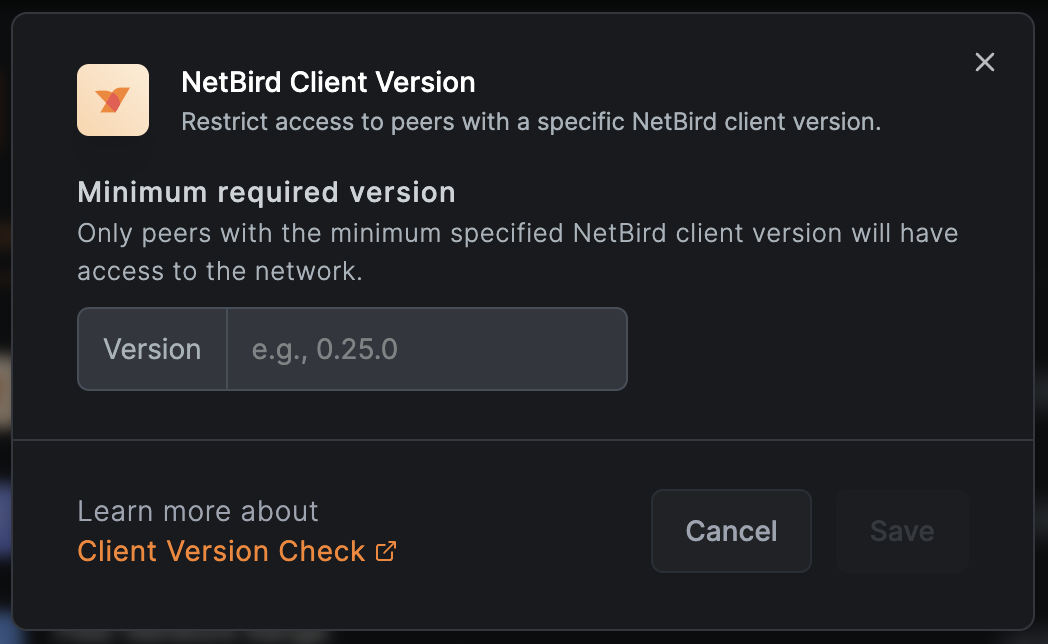 NetBird Client Version
Restrict access to peers with a specific NetBird client version.
Minimum required version
Only peers with the minimum specified NetBird client version will have
access to the network.
Version
e.g., 0.25.0
Learn more about
Client Version Check
Cancel
Save